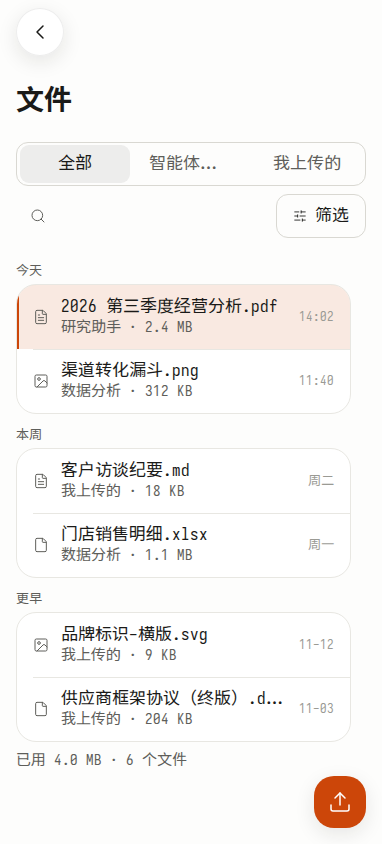 文件
全部
智能体...
我上传的
筛选
今天
2026 第三季度经营分析.pdf
14:02
研究助手 · 2.4 MB
渠道转化漏斗.png
11:40
数据分析 · 312 KB
本周
客户访谈纪要.md
周二
我上传的 · 18 KB
门店销售明细.xlsx
周一
数据分析 · 1.1 MB
更早
品牌标识-横版.svg
11-12
我上传的 · 9 KB
供应商框架协议（终版）.d...
11-03
我上传的 · 204 KB
已用 4.0 MB · 6 个文件